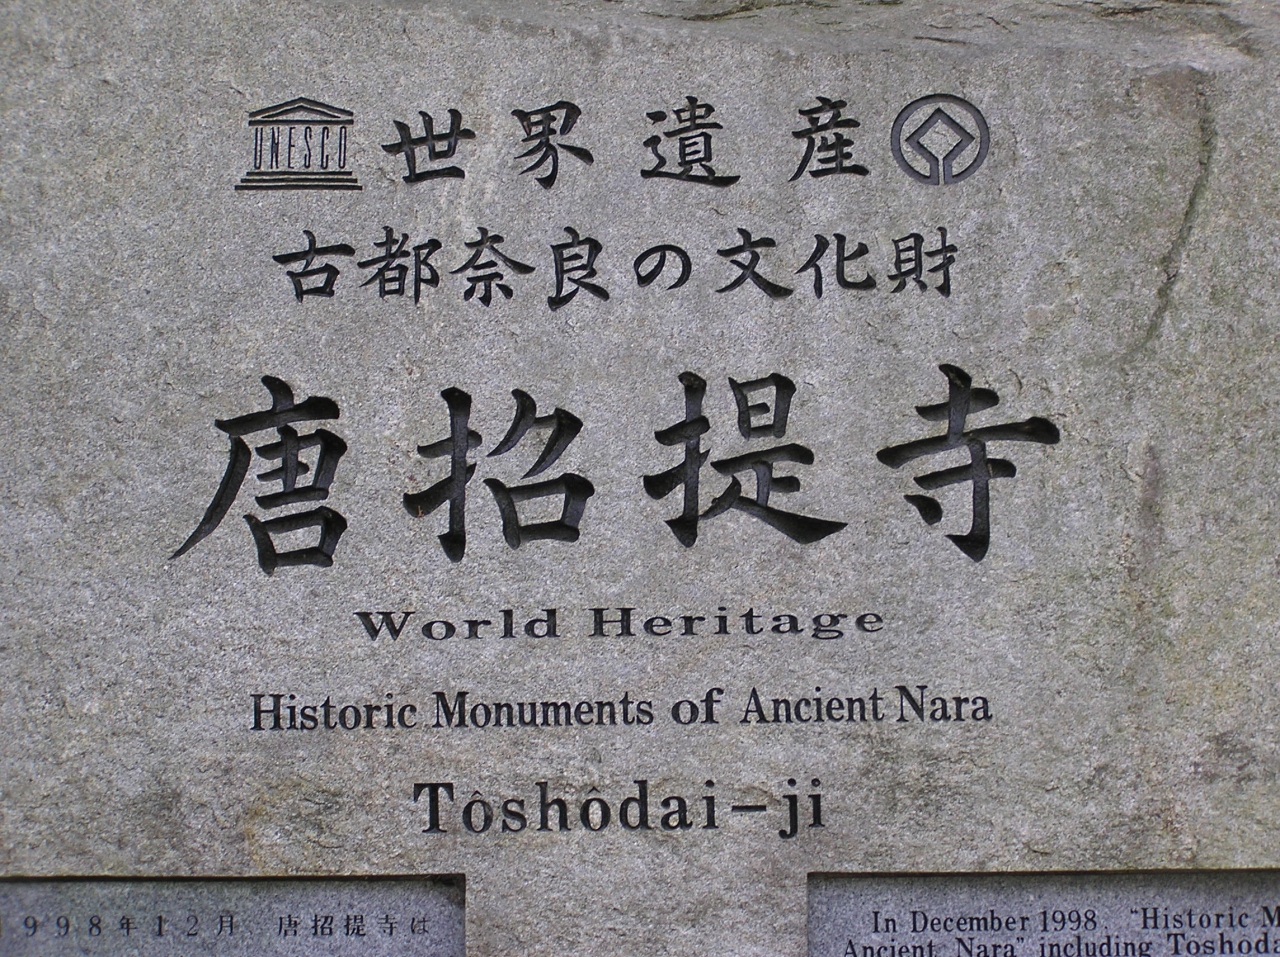 UNESCO 世界遺産
古都奈良の文化財
唐招提寺
World Heritage
Historic Monuments of Ancient Nara
Tôshôdai-ji
998年12月 唐招提寺は
In December 1998, "Historic
Ancient Nara" including